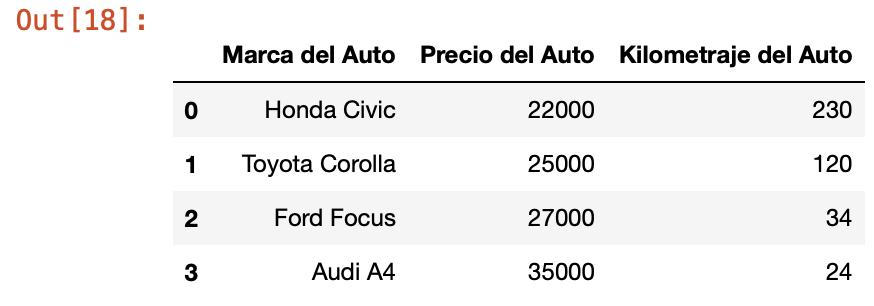 Out[18]:
Marca del Auto Precio del Auto Kilometraje del Auto
0 Honda Civic 22000 230
1 Toyota Corolla 25000 120
2 Ford Focus 27000 34
3 Audi A4 35000 24